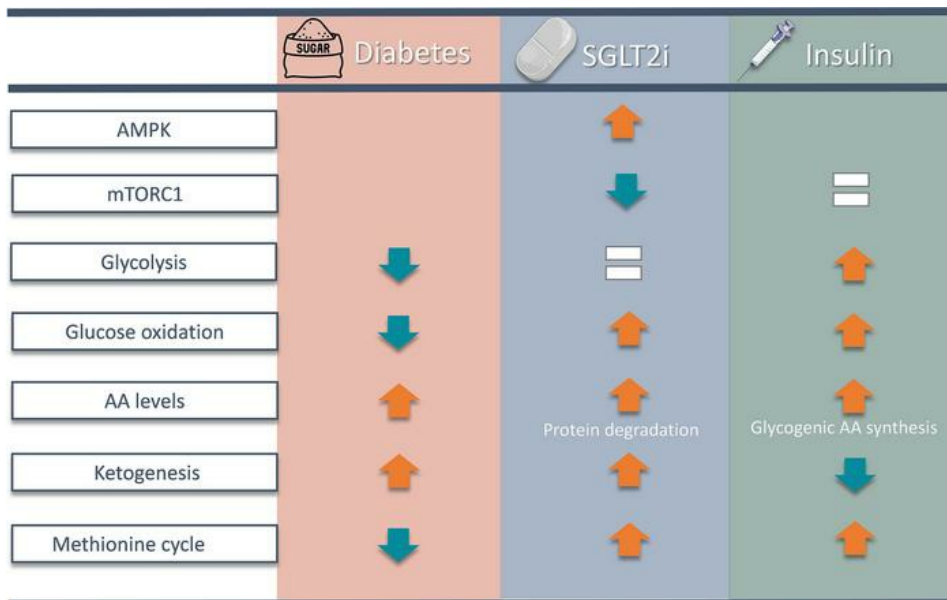 SUGAR Diabetes SGLT2i Insulin
AMPK
mTORC1
Glycolysis
Glucose oxidation
AA levels
Protein degradation Glycogenic AA synthesis
Ketogenesis
Methionine cycle